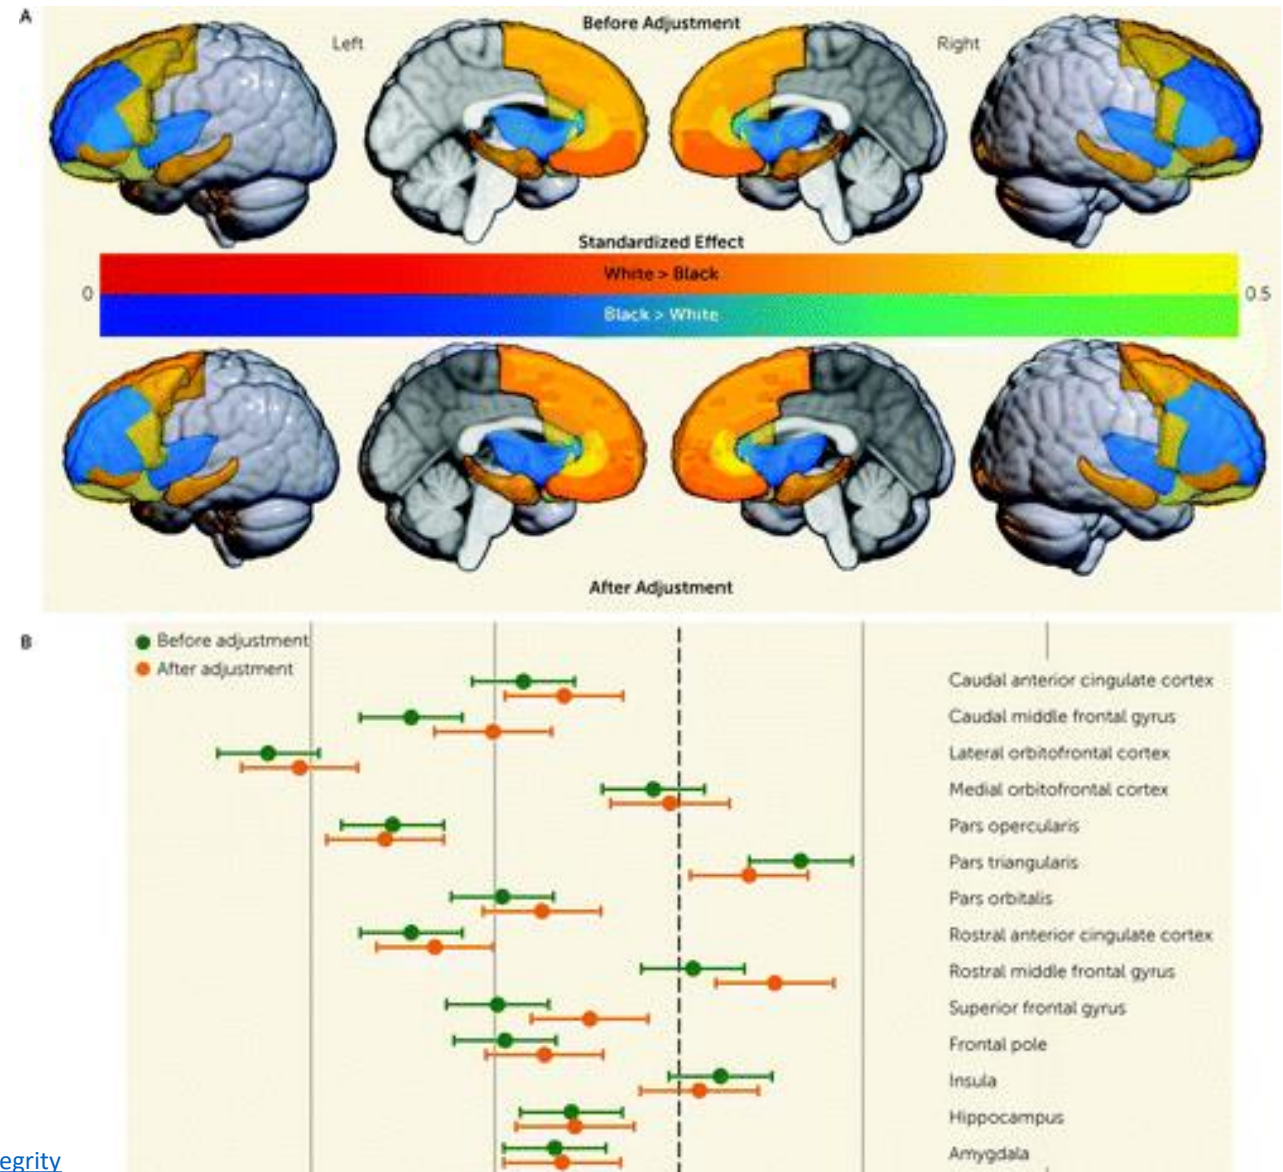 A
Before Adjustment
Left
Right
Standardized Effect
White > Black
0
0.5
Black > White
After Adjustment
B
Before adjustment
After adjustment
Caudal anterior cingulate cortex
Caudal middle frontal gyrus
Lateral orbitofrontal cortex
Medial orbitofrontal cortex
Pars opercularis
Pars triangularis
Pars orbitalis
Rostral anterior cingulate cortex
Rostral middle frontal gyrus
Superior frontal gyrus
Frontal pole
Insula
Hippocampus
Amygdala
egrity